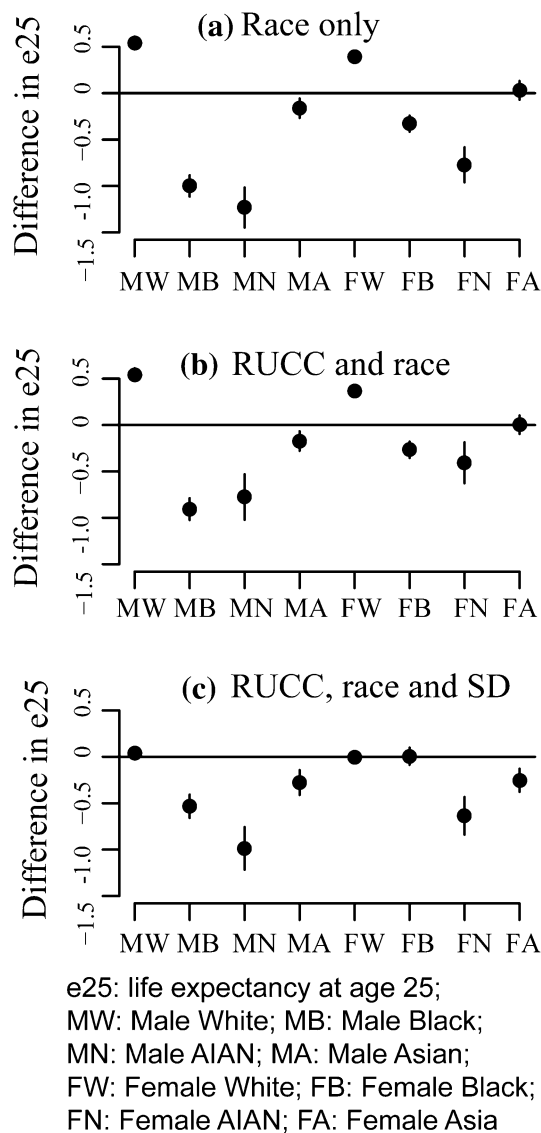 (a) Race only
Difference in e25
0.5
0
−0.5
−1.0
−1.5
MW MB MN MA FW FB FN FA
(b) RUCC and race
Difference in e25
0.5
0
-0.5
-1.0
−1.5
MW MB MN MA FW FB FN FA
(c) RUCC, race and SD
Difference in e25
0.5
0
−0.5
−1.0
−1.5
MW MB MN MA FW FB FN FA
e25: life expectancy at age 25;
MW: Male White; MB: Male Black;
MN: Male AIAN; MA: Male Asian;
FW: Female White; FB: Female Black;
FN: Female AIAN; FA: Female Asia